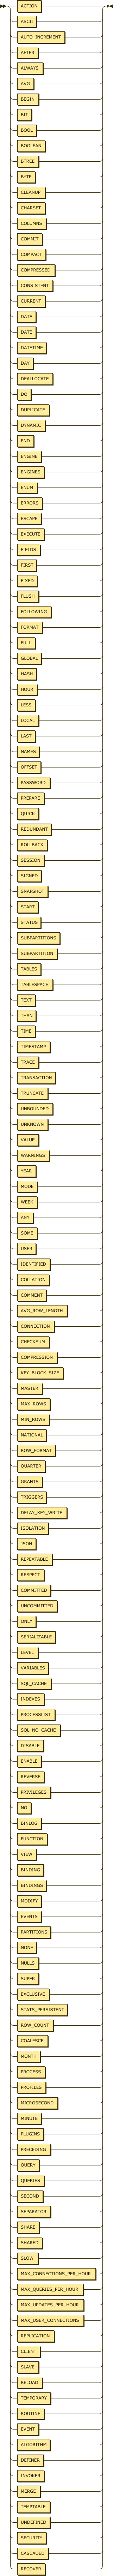 ACTION
ASCII
AUTO_INCREMENT
AFTER
ALWAYS
AVG
BEGIN
BIT
BOOL
BOOLEAN
BTREE
BYTE
CLEANUP
CHARSET
COLUMNS
COMMIT
COMPACT
COMPRESSED
CONSISTENT
CURRENT
DATA
DATE
DATETIME
DAY
DEALLOCATE
DO
DUPLICATE
DYNAMIC
END
ENGINE
ENGINES
ENUM
ERRORS
ESCAPE
EXECUTE
FIELDS
FIRST
FIXED
FLUSH
FOLLOWING
FORMAT
FULL
GLOBAL
HASH
HOUR
LESS
LOCAL
LAST
NAMES
OFFSET
PASSWORD
PREPARE
QUICK
REDUNDANT
ROLLBACK
SESSION
SIGNED
SNAPSHOT
START
STATUS
SUBPARTITIONS
SUBPARTITION
TABLES
TABLESPACE
TEXT
THAN
TIME
TIMESTAMP
TRACE
TRANSACTION
TRUNCATE
UNBOUNDED
UNKNOWN
VALUE
WARNINGS
YEAR
MODE
WEEK
ANY
SOME
USER
IDENTIFIED
COLLATION
COMMENT
AVG_ROW_LENGTH
CONNECTION
CHECKSUM
COMPRESSION
KEY_BLOCK_SIZE
MASTER
MAX_ROWS
MIN_ROWS
NATIONAL
ROW_FORMAT
QUARTER
GRANTS
TRIGGERS
DELAY_KEY_WRITE
ISOLATION
JSON
REPEATABLE
RESPECT
COMMITTED
UNCOMMITTED
ONLY
SERIALIZABLE
LEVEL
VARIABLES
SQL_CACHE
INDEXES
PROCESSLIST
SQL_NO_CACHE
DISABLE
ENABLE
REVERSE
PRIVILEGES
NO
BINLOG
FUNCTION
VIEW
BINDING
BINDINGS
MODIFY
EVENTS
PARTITIONS
NONE
NULLS
SUPER
EXCLUSIVE
STATS_PERSISTENT
ROW_COUNT
COALESCE
MONTH
PROCESS
PROFILES
MICROSECOND
MINUTE
PLUGINS
PRECEDING
QUERY
QUERIES
SECOND
SEPARATOR
SHARE
SHARED
SLOW
MAX_CONNECTIONS_PER_HOUR
MAX_QUERIES_PER_HOUR
MAX_UPDATES_PER_HOUR
MAX_USER_CONNECTIONS
REPLICATION
CLIENT
SLAVE
RELOAD
TEMPORARY
ROUTINE
EVENT
ALGORITHM
DEFINER
INVOKER
MERGE
TEMPTABLE
UNDEFINED
SECURITY
CASCADED
RECOVER